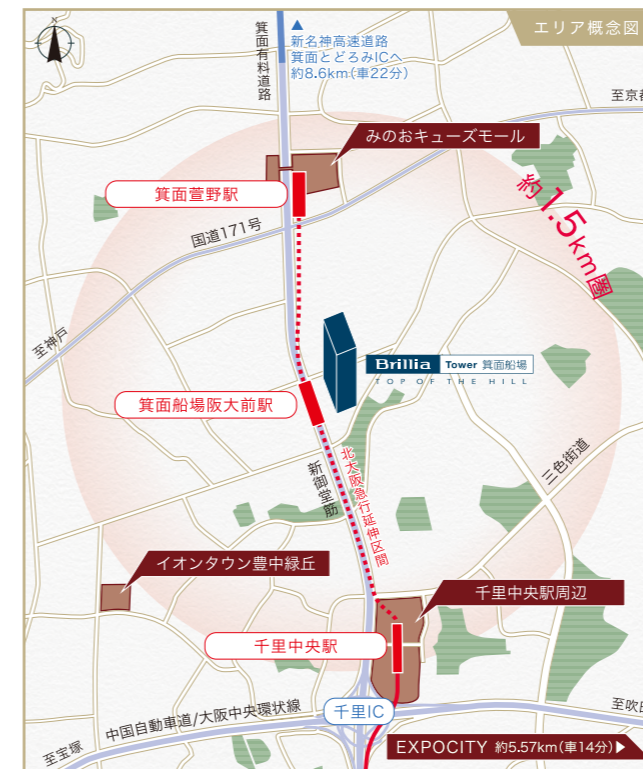 エリア概念図
N
箕面有料道路
▲
新名神高速道路
箕面とどろみICへ
約8.6km(車22分)
至京都
みのおキューズモール
箕面萱野駅
約1.5km圏
国道171号
至神戸
Brillia Tower 箕面船場
TOP OF THE HILL
箕面船場阪大前駅
新御堂筋
北大阪急行延伸区間
三色街道
イオンタウン豊中緑丘
千里中央駅周辺
千里中央駅
千里IC
中国自動車道/大阪中央環状線
至宝塚
至吹田
EXPOCITY 約5.57km(車14分)▶